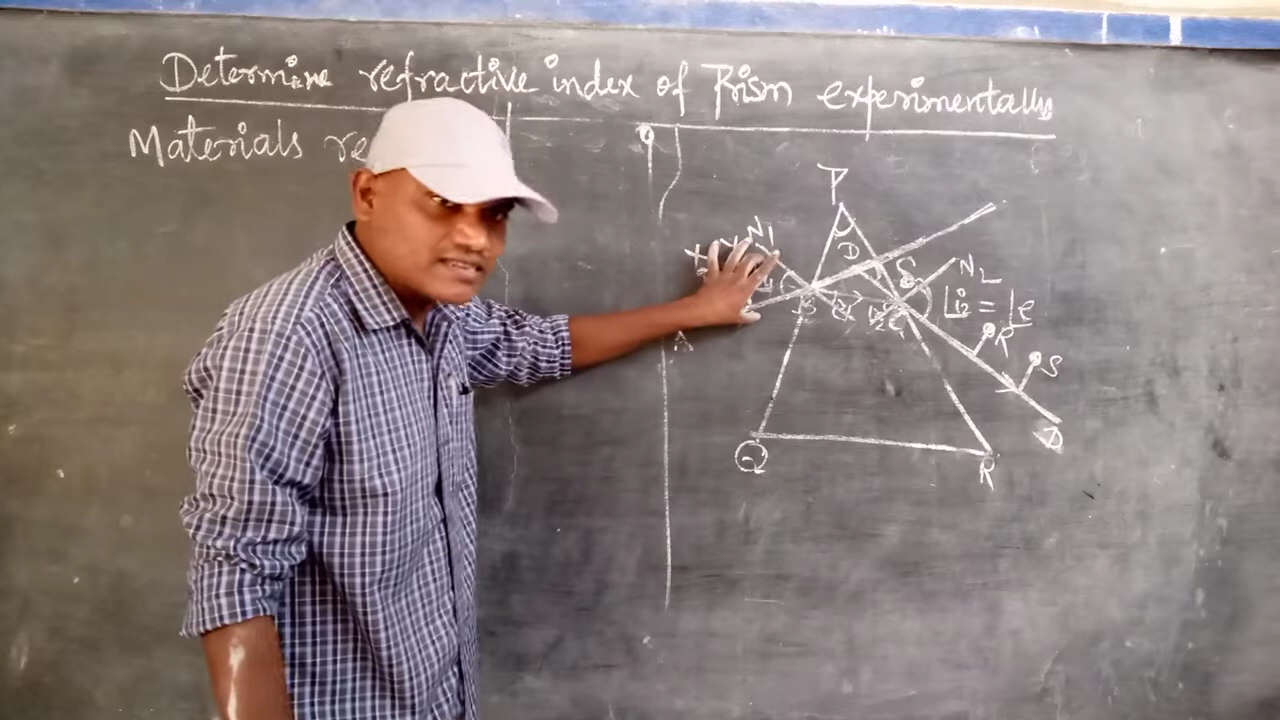 Determine refractive index of Prism experimentally
Materials re
P
N1
D
δ
N2
i2 = e
R
S
A
B
D
Q
R